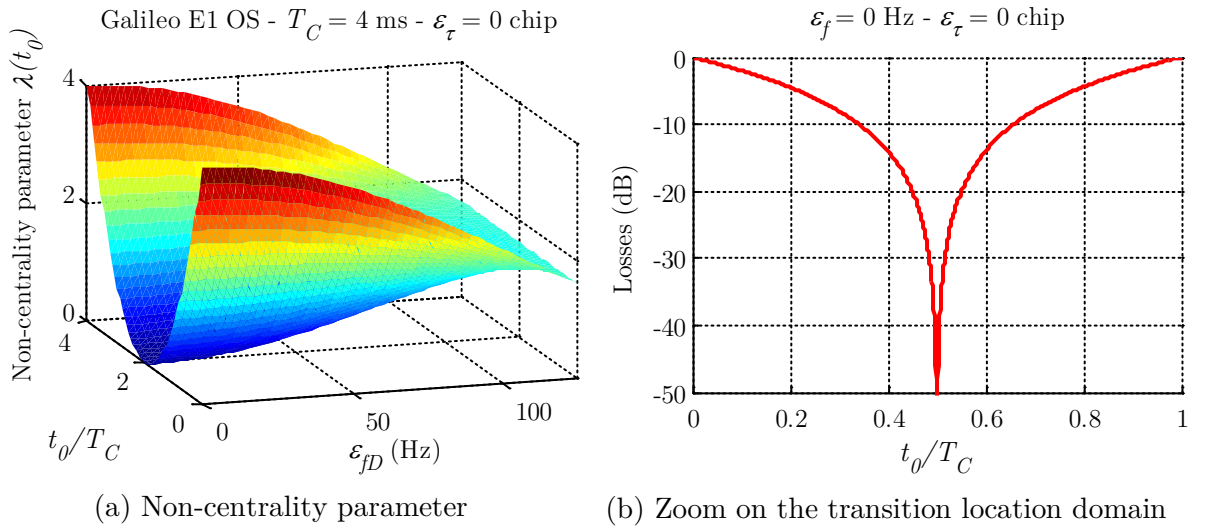 Galileo E1 OS - T_C = 4 ms - ε_τ = 0 chip
Non-centrality parameter λ(t_0)
4
2
0
4
2
0
0
50
100
t_0/T_C
ε_fD (Hz)
(a) Non-centrality parameter
ε_f = 0 Hz - ε_τ = 0 chip
Losses (dB)
0
-10
-20
-30
-40
-50
0
0.2
0.4
0.6
0.8
1
t_0/T_C
(b) Zoom on the transition location domain